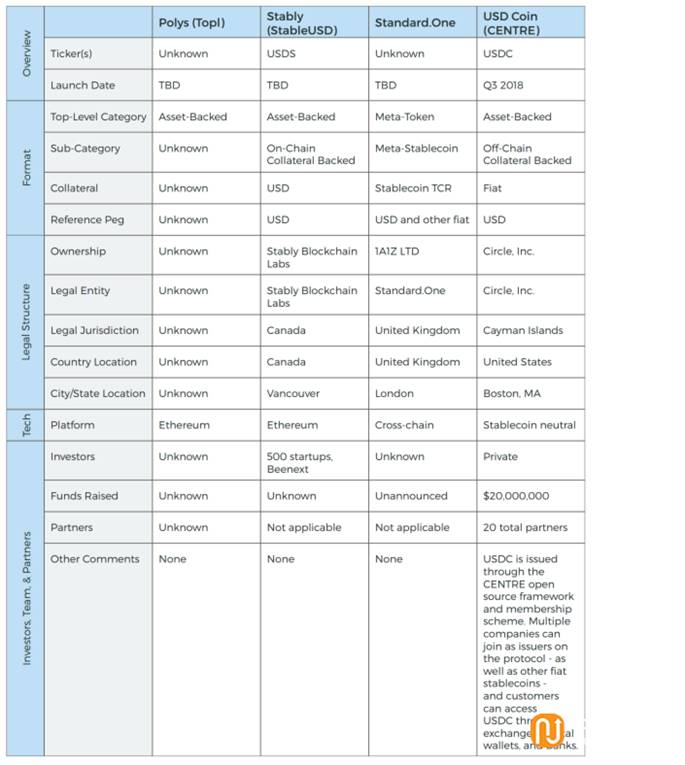 Polys (Topl) Stably (StableUSD) Standard.One USD Coin (CENTRE)
Overview
Ticker(s) Unknown USDS Unknown USDC
Launch Date TBD TBD TBD Q3 2018
Format
Top-Level Category Asset-Backed Asset-Backed Meta-Token Asset-Backed
Sub-Category Unknown On-Chain Collateral Backed Meta-Stablecoin Off-Chain Collateral Backed
Collateral Unknown USD Stablecoin TCR Fiat
Reference Peg Unknown USD USD and other fiat USD
Legal Structure
Ownership Unknown Stably Blockchain Labs 1A1Z LTD Circle, Inc.
Legal Entity Unknown Stably Blockchain Labs Standard.One Circle, Inc.
Legal Jurisdiction Unknown Canada United Kingdom Cayman Islands
Country Location Unknown Canada United Kingdom United States
City/State Location Unknown Vancouver London Boston, MA
Tech
Platform Ethereum Ethereum Cross-chain Stablecoin neutral
Investors, Team, & Partners
Investors Unknown 500 startups, Beenext Unknown Private
Funds Raised Unknown Unknown Unannounced $20,000,000
Partners Unknown Not applicable Not applicable 20 total partners
Other Comments None None None USDC is issued
through the
CENTRE open
source framework
and membership
scheme. Multiple
companies can
join as issuers on
the protocol - as
well as other fiat
stablecoins -
and customers
can access
USDC
wallets,